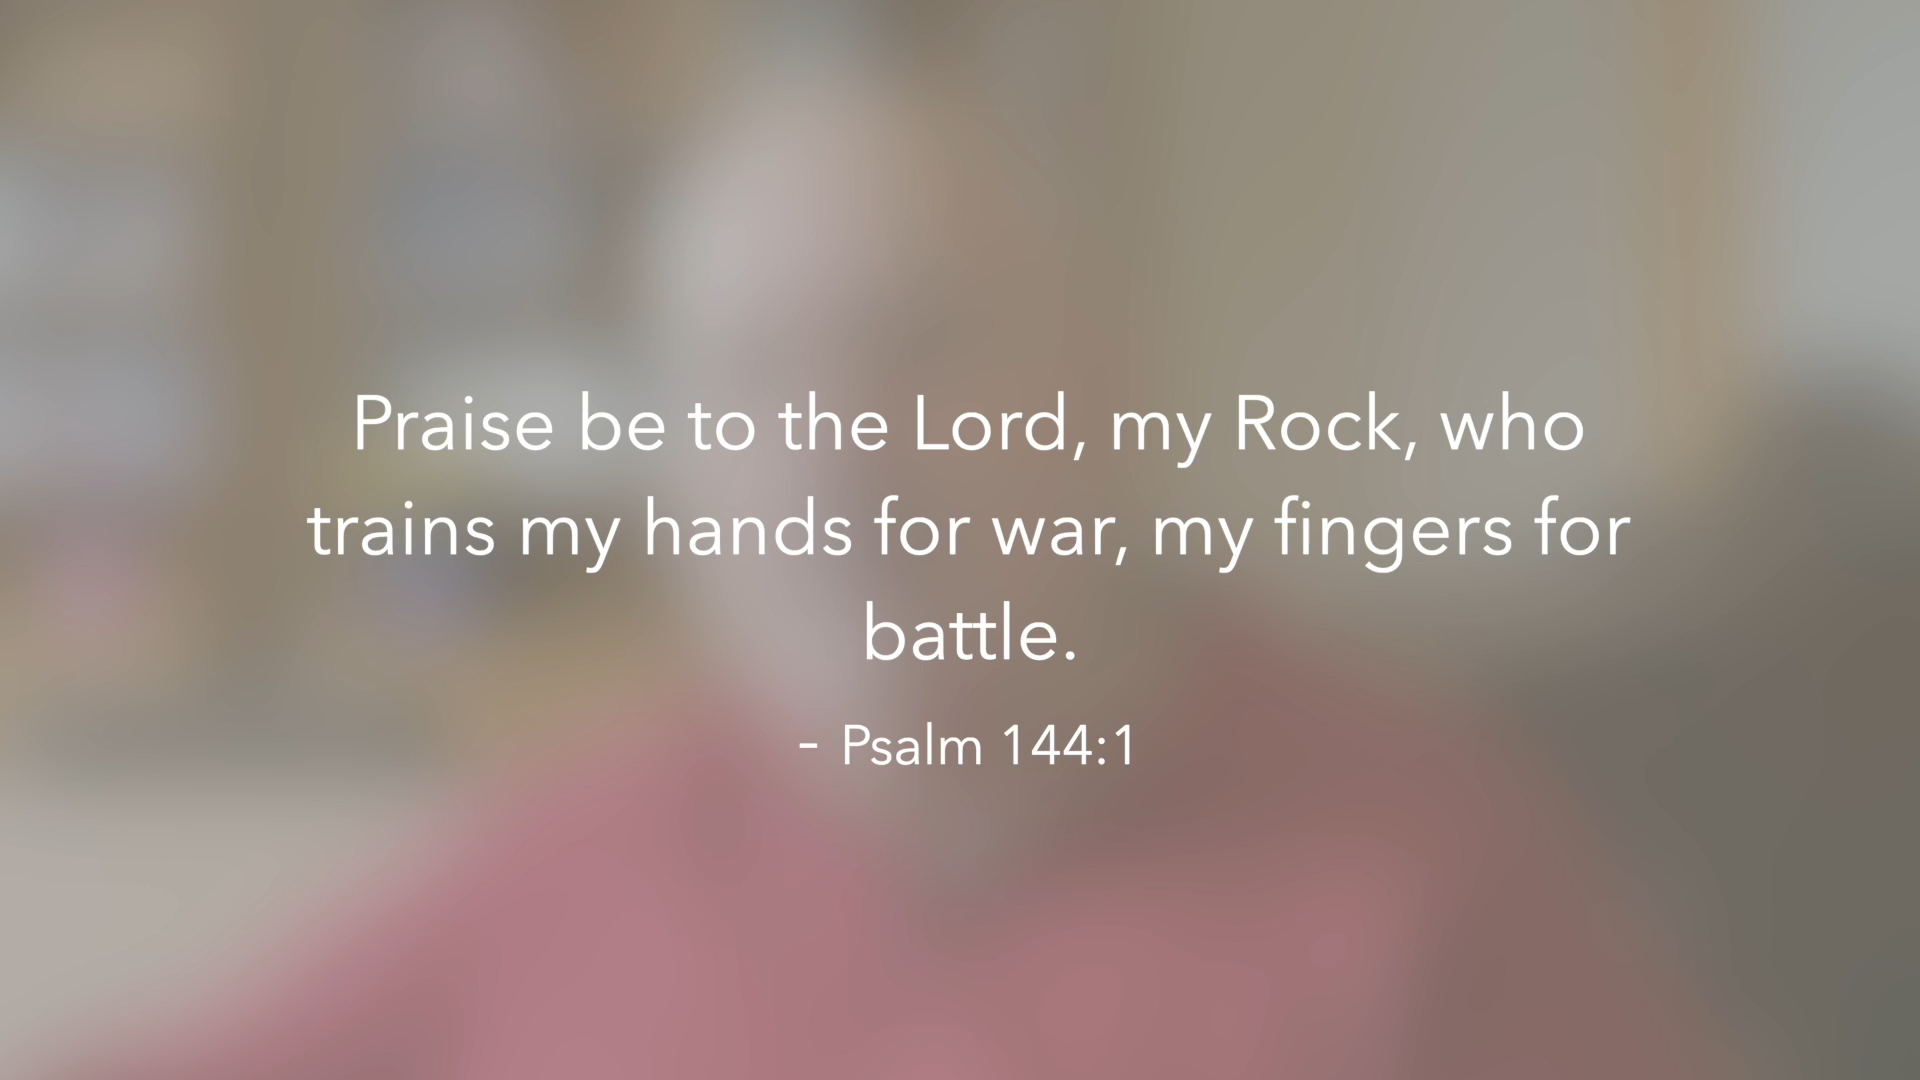 Praise be to the Lord, my Rock, who
trains my hands for war, my fingers for
battle.
- Psalm 144:1